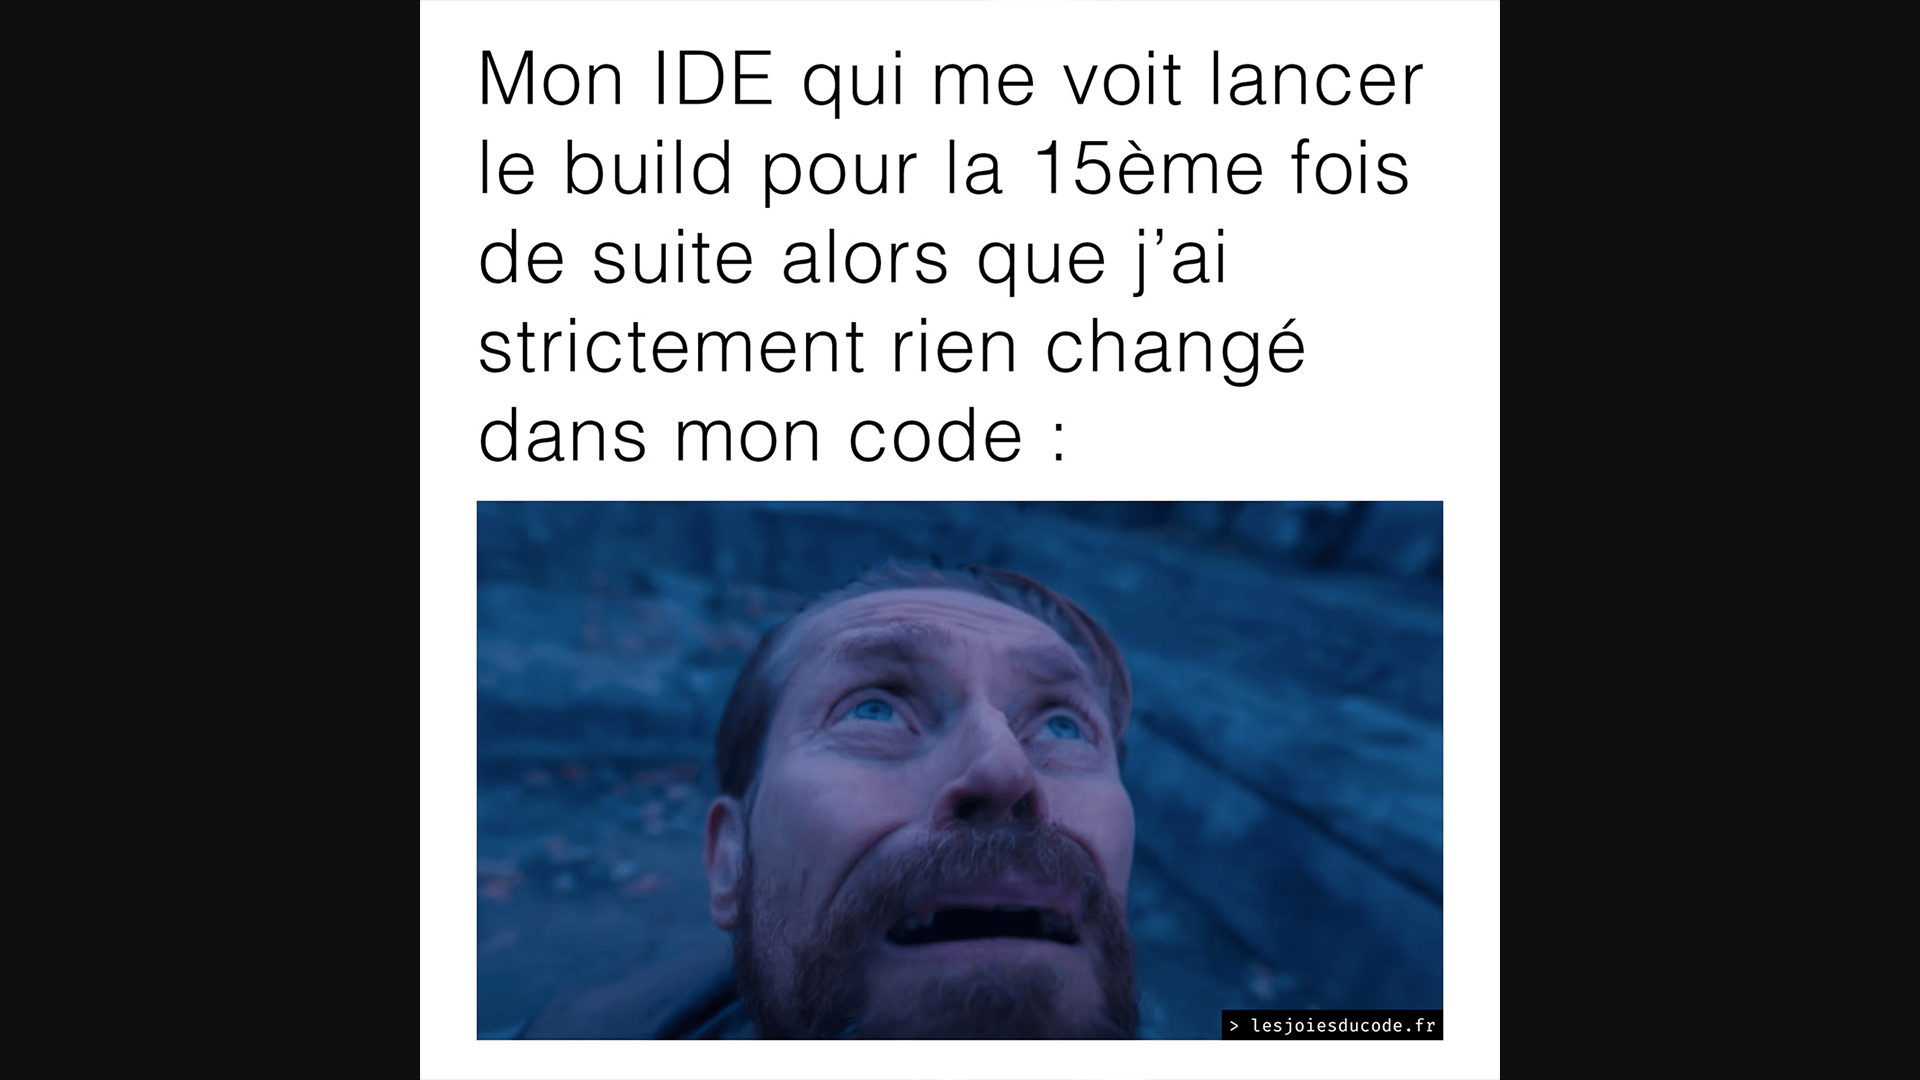 Mon IDE qui me voit lancer
le build pour la 15ème fois
de suite alors que j’ai
strictement rien changé
dans mon code :
> lesjoiesducode.fr